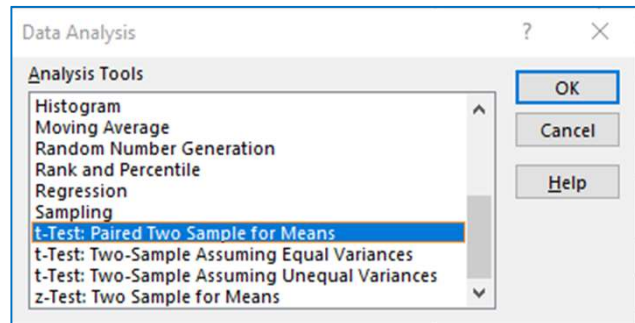 Data Analysis ?
Analysis Tools
Histogram
Moving Average
Random Number Generation
Rank and Percentile
Regression
Sampling
t-Test: Paired Two Sample for Means
t-Test: Two-Sample Assuming Equal Variances
t-Test: Two-Sample Assuming Unequal Variances
z-Test: Two Sample for Means
OK
Cancel
Help